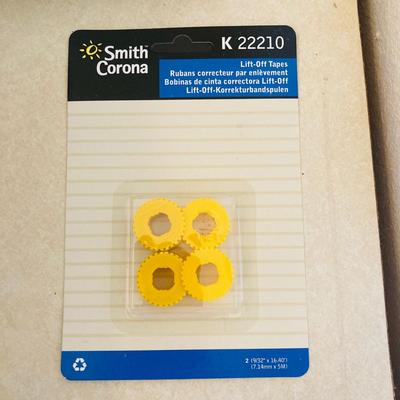 Smith
Corona
K 22210
Lift-Off Tapes
Rubans correcteur par enlèvement
Bobinas de cinta correctora Lift-Off
Lift-Off-Korrekturbandspulen
2 (9/32" x 16.40')
(7.14mm x 5M)